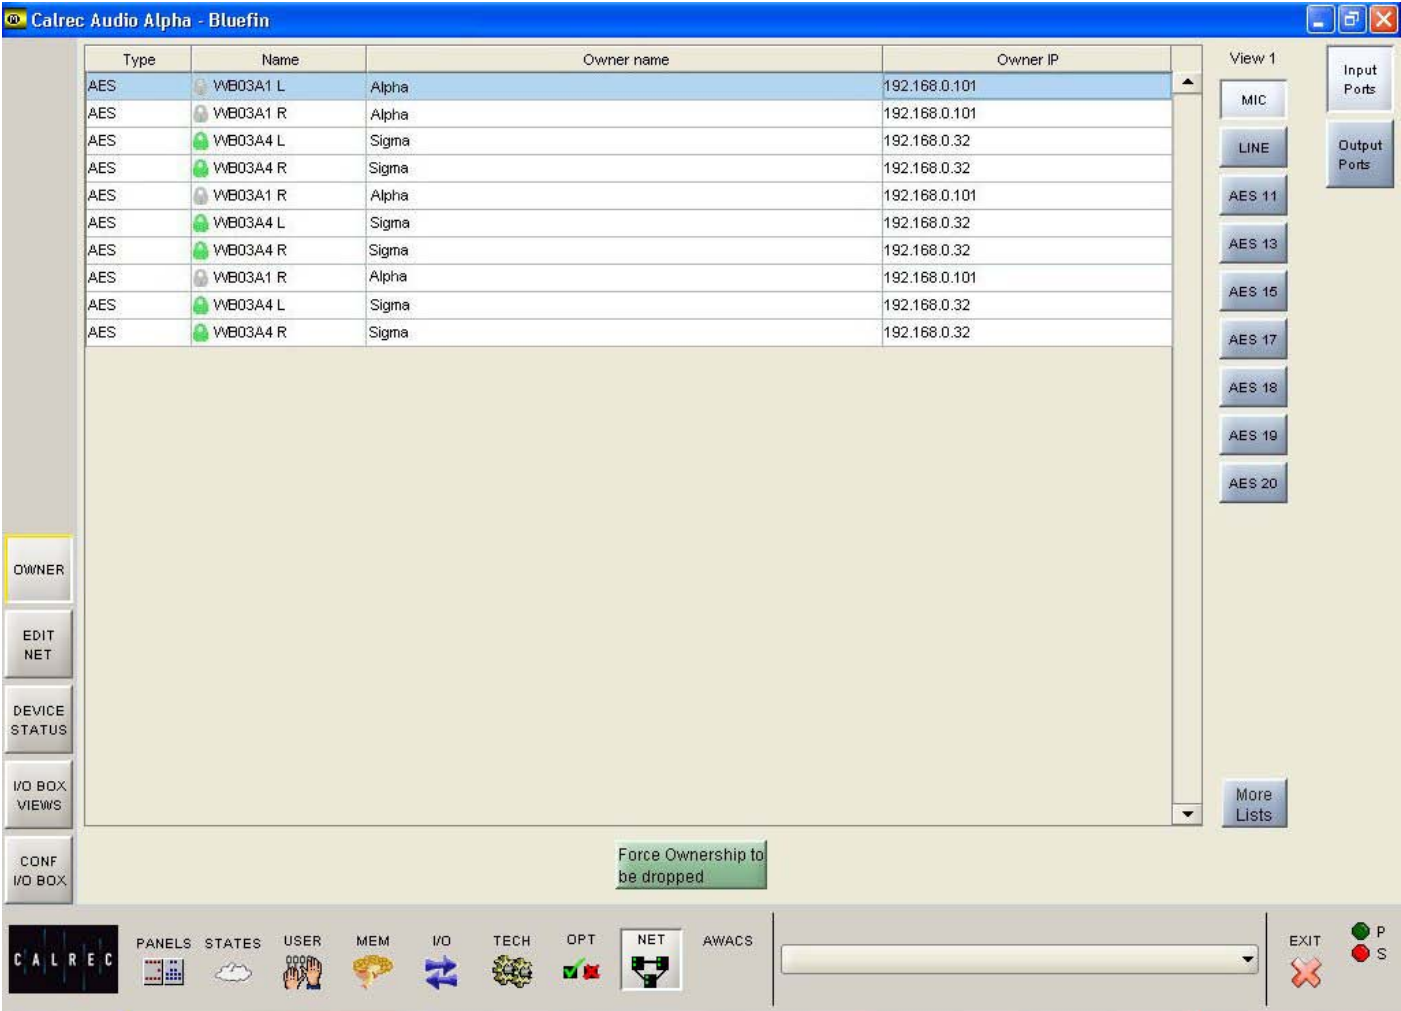 Calrec Audio Alpha - Bluefin
Type Name Owner name Owner IP
AES WB03A1 L Alpha 192.168.0.101
AES WB03A1 R Alpha 192.168.0.101
AES WB03A4 L Sigma 192.168.0.32
AES WB03A4 R Sigma 192.168.0.32
AES WB03A1 R Alpha 192.168.0.101
AES WB03A4 L Sigma 192.168.0.32
AES WB03A4 R Sigma 192.168.0.32
AES WB03A1 R Alpha 192.168.0.101
AES WB03A4 L Sigma 192.168.0.32
AES WB03A4 R Sigma 192.168.0.32
View 1
MIC
LINE
AES 11
AES 13
AES 15
AES 17
AES 18
AES 19
AES 20
More
Lists
Input
Ports
Output
Ports
OWNER
EDIT
NET
DEVICE
STATUS
I/O BOX
VIEWS
CONF
I/O BOX
Force Ownership to
be dropped
CALREC
PANELS STATES USER MEM I/O TECH OPT NET AWACS
EXIT
P
S